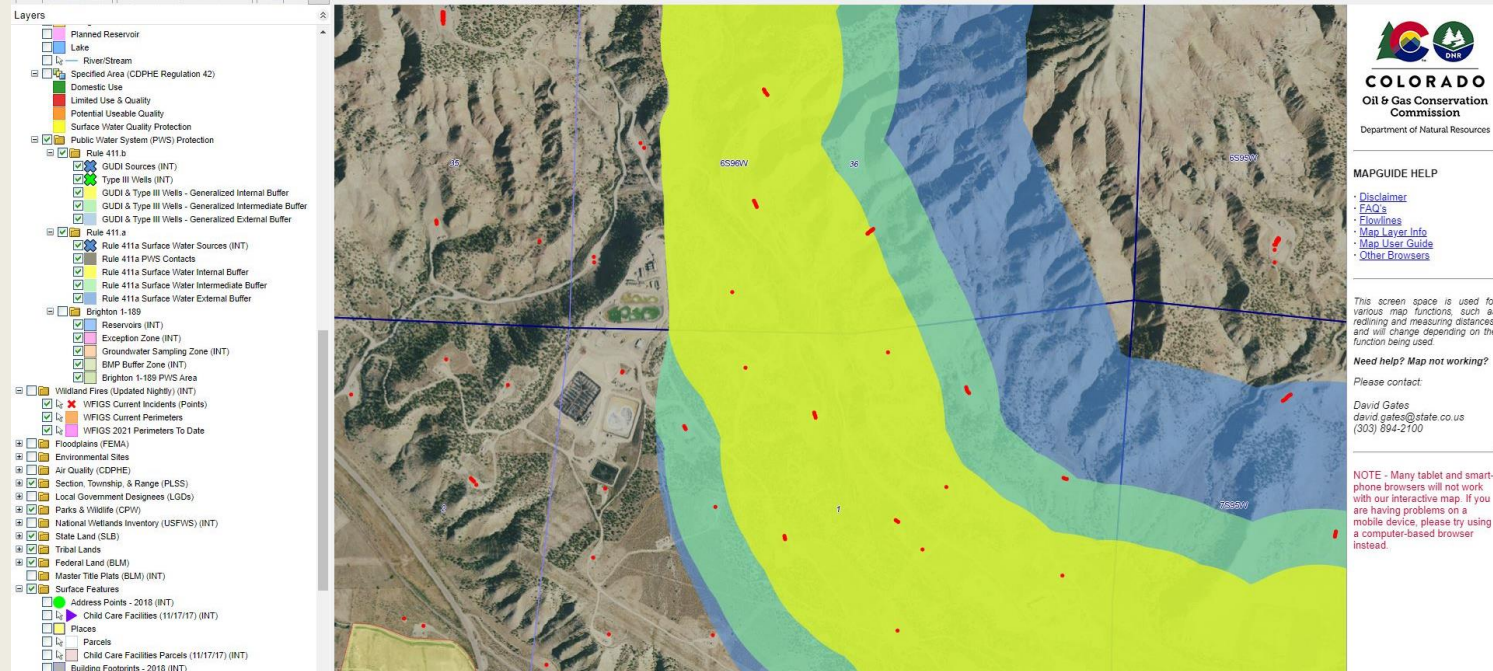 Layers
Planned Reservoir
Lake
River/Stream
Specified Area (CDPHE Regulation 42)
Domestic Use
Limited Use & Quality
Potential Useable Quality
Surface Water Quality Protection
Public Water System (PWS) Protection
Rule 411.b
GUDI Sources (INT)
Type III Wells (INT)
GUDI & Type III Wells - Generalized Internal Buffer
GUDI & Type III Wells - Generalized Intermediate Buffer
GUDI & Type III Wells - Generalized External Buffer
Rule 411.a
Rule 411a Surface Water Sources (INT)
Rule 411a PWS Contacts
Rule 411a Surface Water Internal Buffer
Rule 411a Surface Water Intermediate Buffer
Rule 411a Surface Water External Buffer
Brighton 1-189
Reservoirs (INT)
Exception Zone (INT)
Groundwater Sampling Zone (INT)
BMP Buffer Zone (INT)
Brighton 1-189 PWS Area
Wildland Fires (Updated Nightly) (INT)
WFIGS Current Incidents (Points)
WFIGS Current Perimeters
WFIGS 2021 Perimeters To Date
Floodplains (FEMA)
Environmental Sites
Air Quality (CDPHE)
Section, Township, & Range (PLSS)
Local Government Designees (LGDs)
Parks & Wildlife (CPW)
National Wetlands Inventory (USFWS) (INT)
State Land (SLB)
Tribal Lands
Federal Land (BLM)
Master Title Plats (BLM) (INT)
Surface Features
Address Points - 2018 (INT)
Child Care Facilities (11/17/17) (INT)
Places
Parcels
Child Care Facilities Parcels (11/17/17) (INT)
Building Footprints - 2018 (INT)
35
6S96W
36
6S95W
1
7S95W
DNR
COLORADO
Oil & Gas Conservation
Commission
Department of Natural Resources
MAPGUIDE HELP
· Disclaimer
· FAQ's
· Flowlines
· Map Layer Info
· Map User Guide
· Other Browsers
This screen space is used for
various map functions, such as
redlining and measuring distances
and will change depending on the
function being used.
Need help? Map not working?
Please contact:
David Gates
david.gates@state.co.us
(303) 894-2100
NOTE - Many tablet and smart-
phone browsers will not work
with our interactive map. If you
are having problems on a
mobile device, please try using
a computer-based browser
instead.